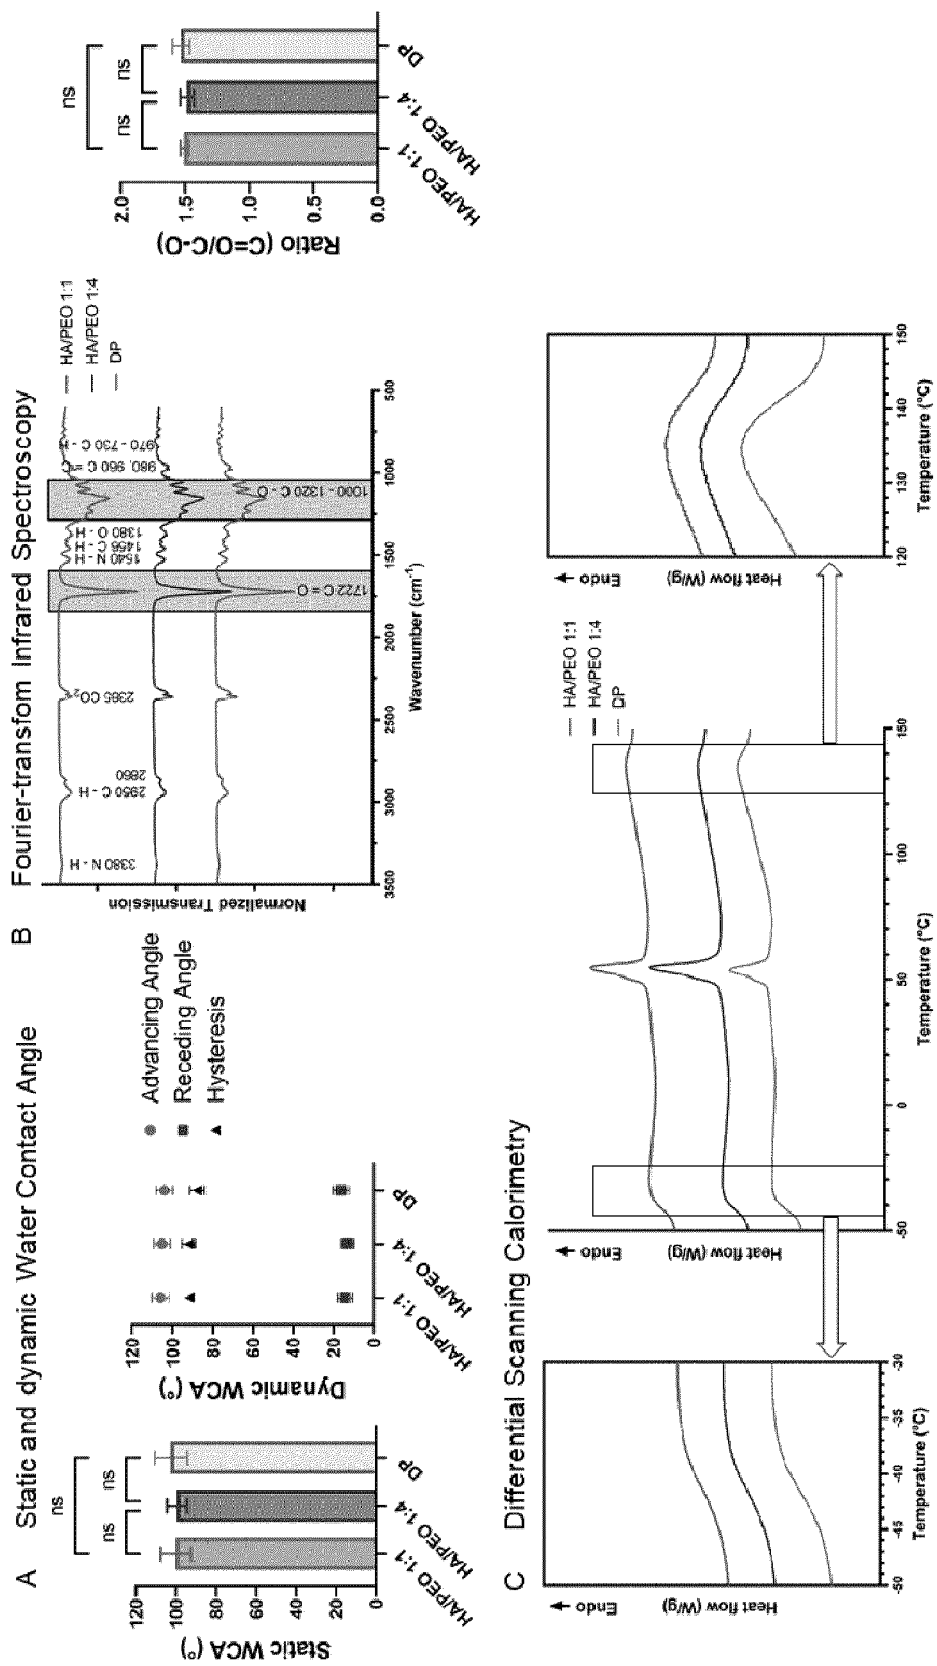 A Static and dynamic Water Contact Angle
Static WCA (°)
120
100
80
60
40
20
0
ns
ns
ns
HA/PEO 1:1
HA/PEO 1:4
DP
Dynamic WCA (°)
120
100
80
60
40
20
0
HA/PEO 1:1
HA/PEO 1:4
DP
Advancing Angle
Receding Angle
Hysteresis
B Fourier-transfom Infrared Spectroscopy
Normalized Transmission
3380 N - H
2950 C - H
2860
2365 CO2
1722 C = O
1540 N - H
1456 C - H
1380 O - H
1000 - 1320 C - O
980, 960 C = C
970 - 730 C - H
HA/PEO 1:1
HA/PEO 1:4
DP
3500
3000
2500
2000
1500
1000
500
Wavenumber (cm-1)
Ratio (C=O/C-O)
2.0
1.5
1.0
0.5
0.0
ns
ns
ns
HA/PEO 1:1
HA/PEO 1:4
DP
C Differential Scanning Calorimetry
Heat flow (W/g)
Endo
-50
-45
-40
-35
-30
Temperature (°C)
Heat flow (W/g)
Endo
-50
0
50
100
150
Temperature (°C)
HA/PEO 1:1
HA/PEO 1:4
DP
Heat flow (W/g)
Endo
120
130
140
150
Temperature (°C)